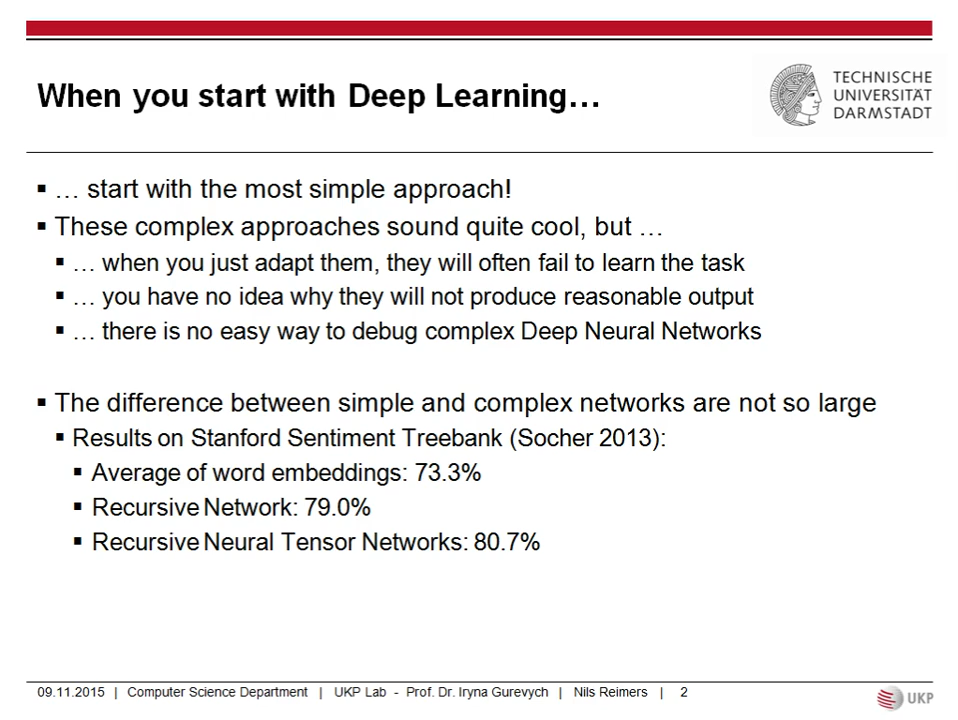 When you start with Deep Learning…
TECHNISCHE
UNIVERSITÄT
DARMSTADT
▪ … start with the most simple approach!
▪ These complex approaches sound quite cool, but …
▪ … when you just adapt them, they will often fail to learn the task
▪ … you have no idea why they will not produce reasonable output
▪ … there is no easy way to debug complex Deep Neural Networks
▪ The difference between simple and complex networks are not so large
▪ Results on Stanford Sentiment Treebank (Socher 2013):
▪ Average of word embeddings: 73.3%
▪ Recursive Network: 79.0%
▪ Recursive Neural Tensor Networks: 80.7%
09.11.2015 | Computer Science Department | UKP Lab - Prof. Dr. Iryna Gurevych | Nils Reimers | 2
UKP